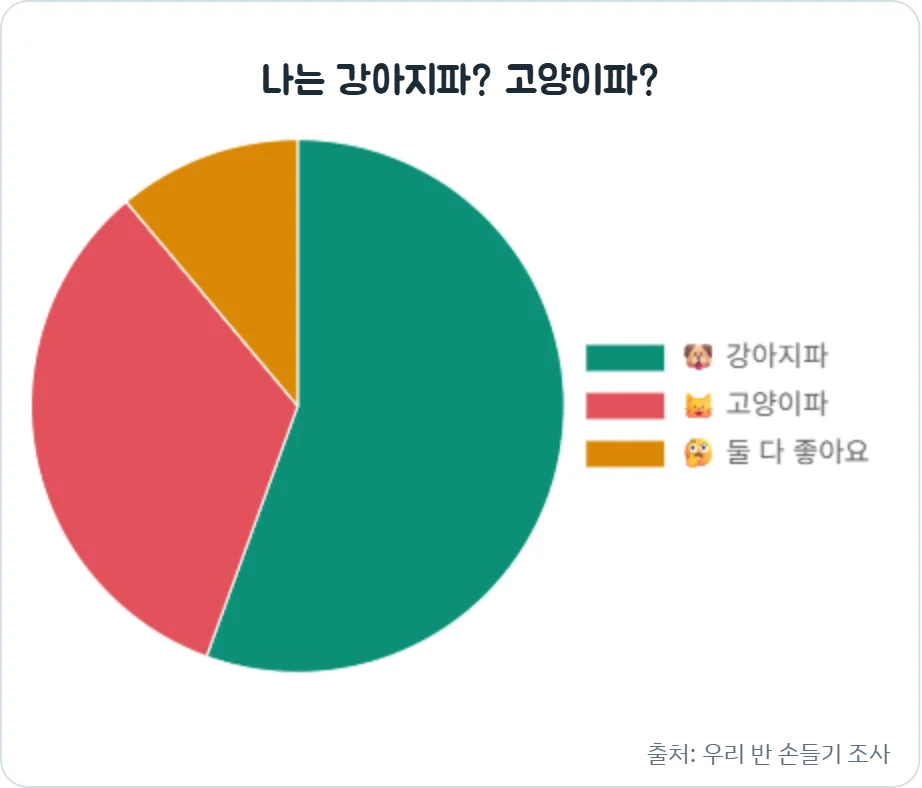 나는 강아지파? 고양이파?
🐶 강아지파
🐱 고양이파
🤔 둘 다 좋아요
출처: 우리 반 손들기 조사